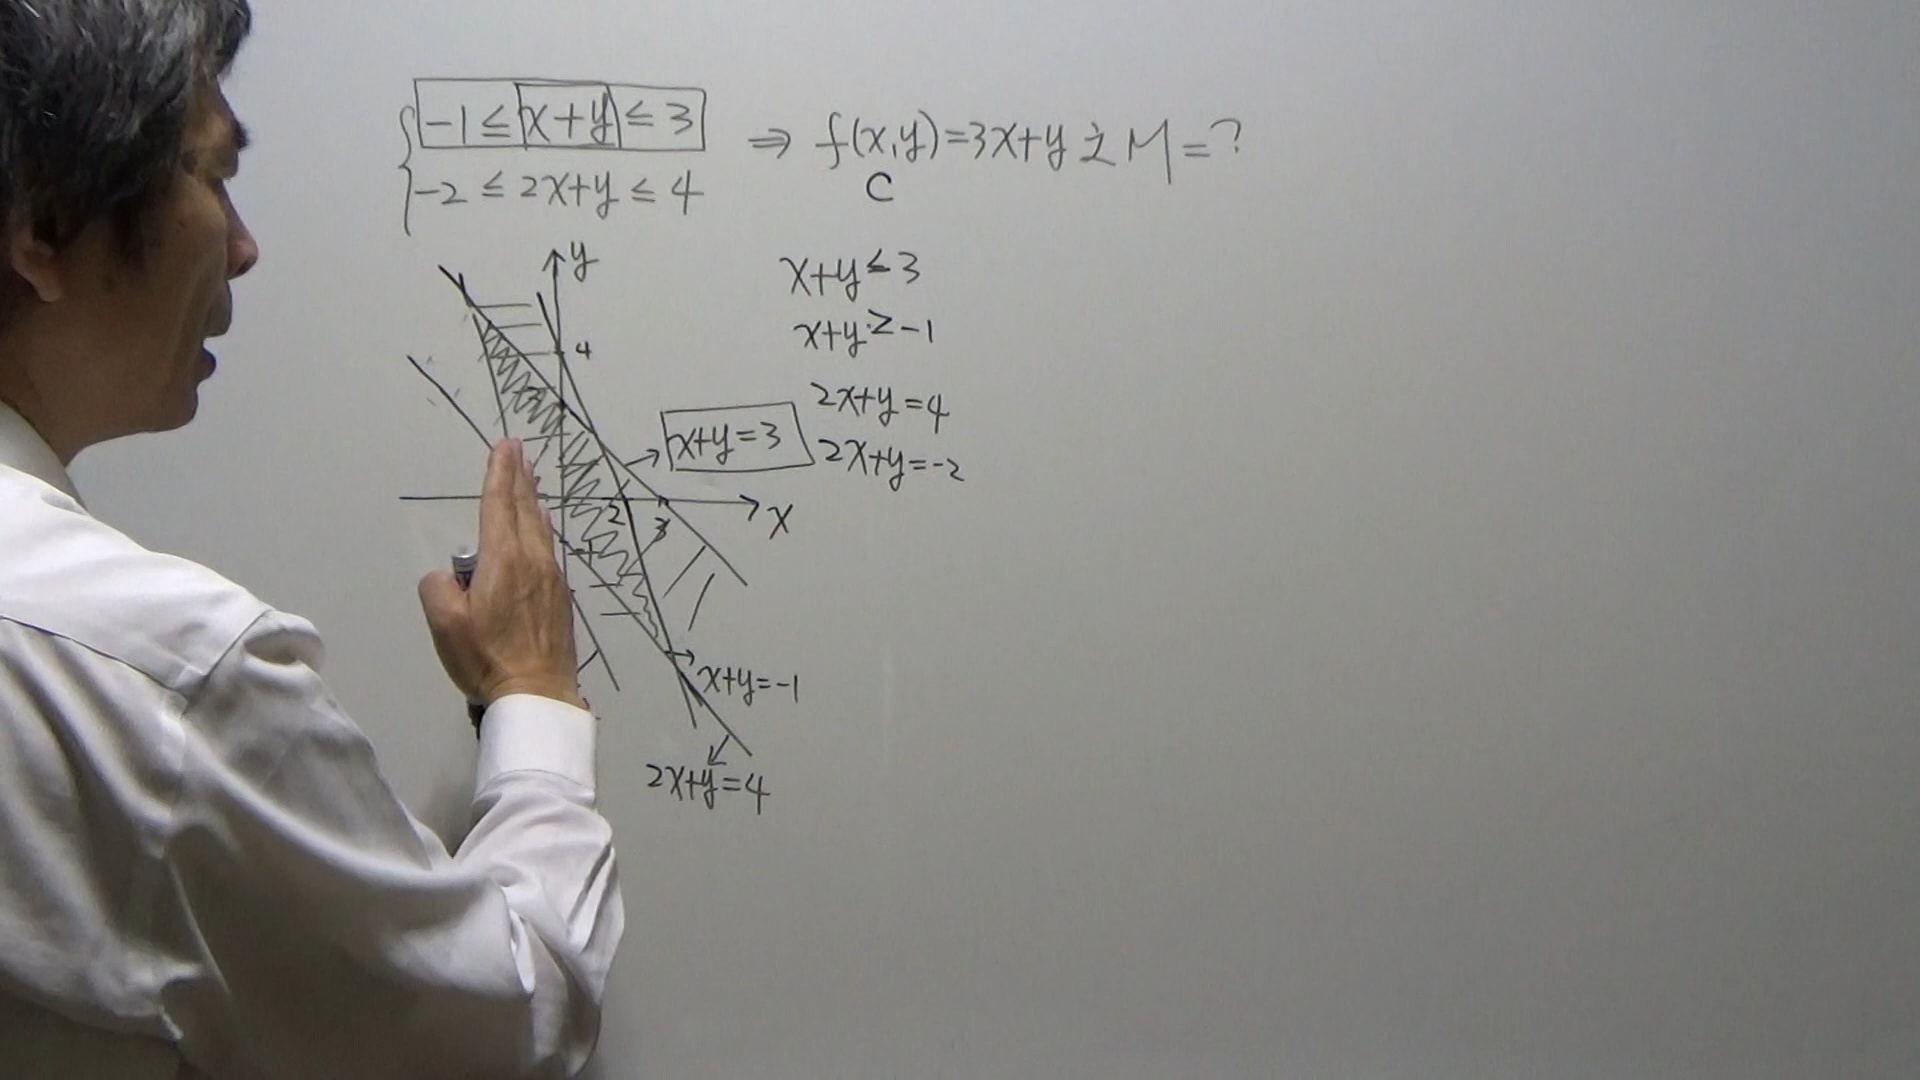 -1 ≤ x+y ≤ 3
⇒ f(x,y)=3x+y 之 M=?
-2 ≤ 2x+y ≤ 4
C
y
x+y≤3
x+y≥-1
4
2x+y=4
x+y=3
2x+y=-2
2
3
x
-1
x+y=-1
2x+y=4